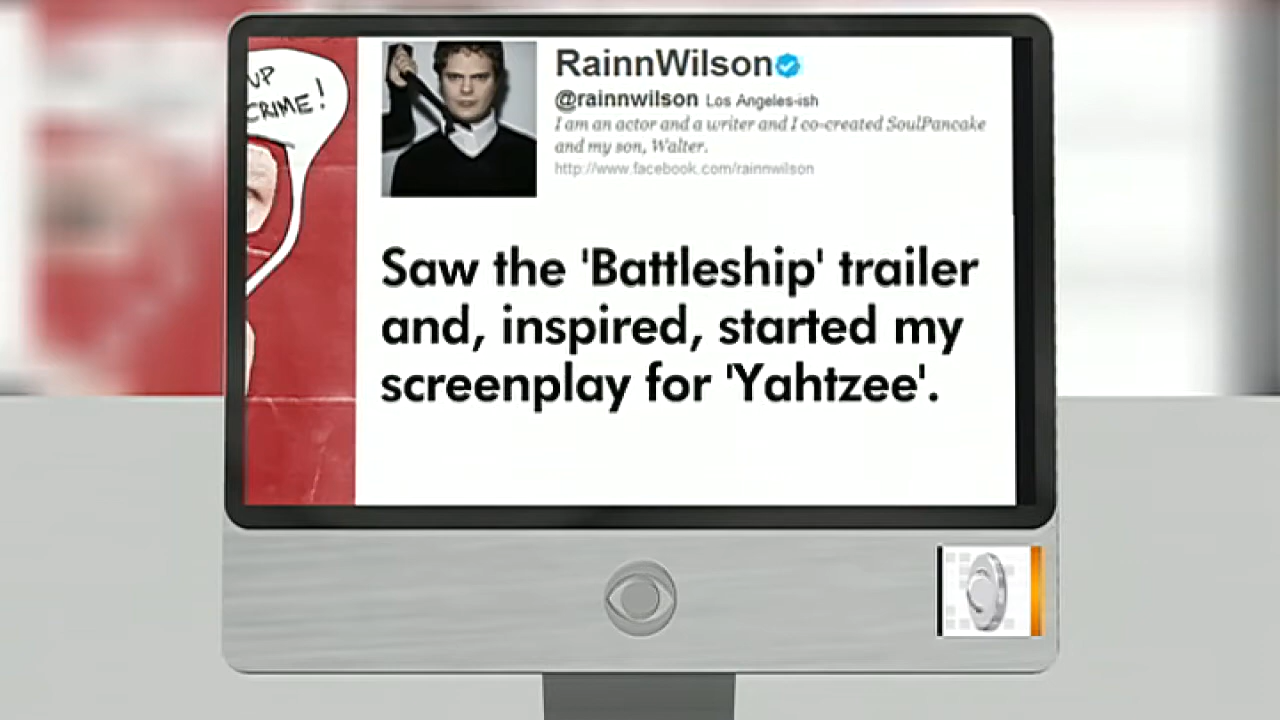 UP
CRIME!
RainnWilson
@rainnwilson Los Angeles-ish
I am an actor and a writer and I co-created SoulPancake
and my son, Walter.
http://www.facebook.com/rainnwilson
Saw the 'Battleship' trailer
and, inspired, started my
screenplay for 'Yahtzee'.